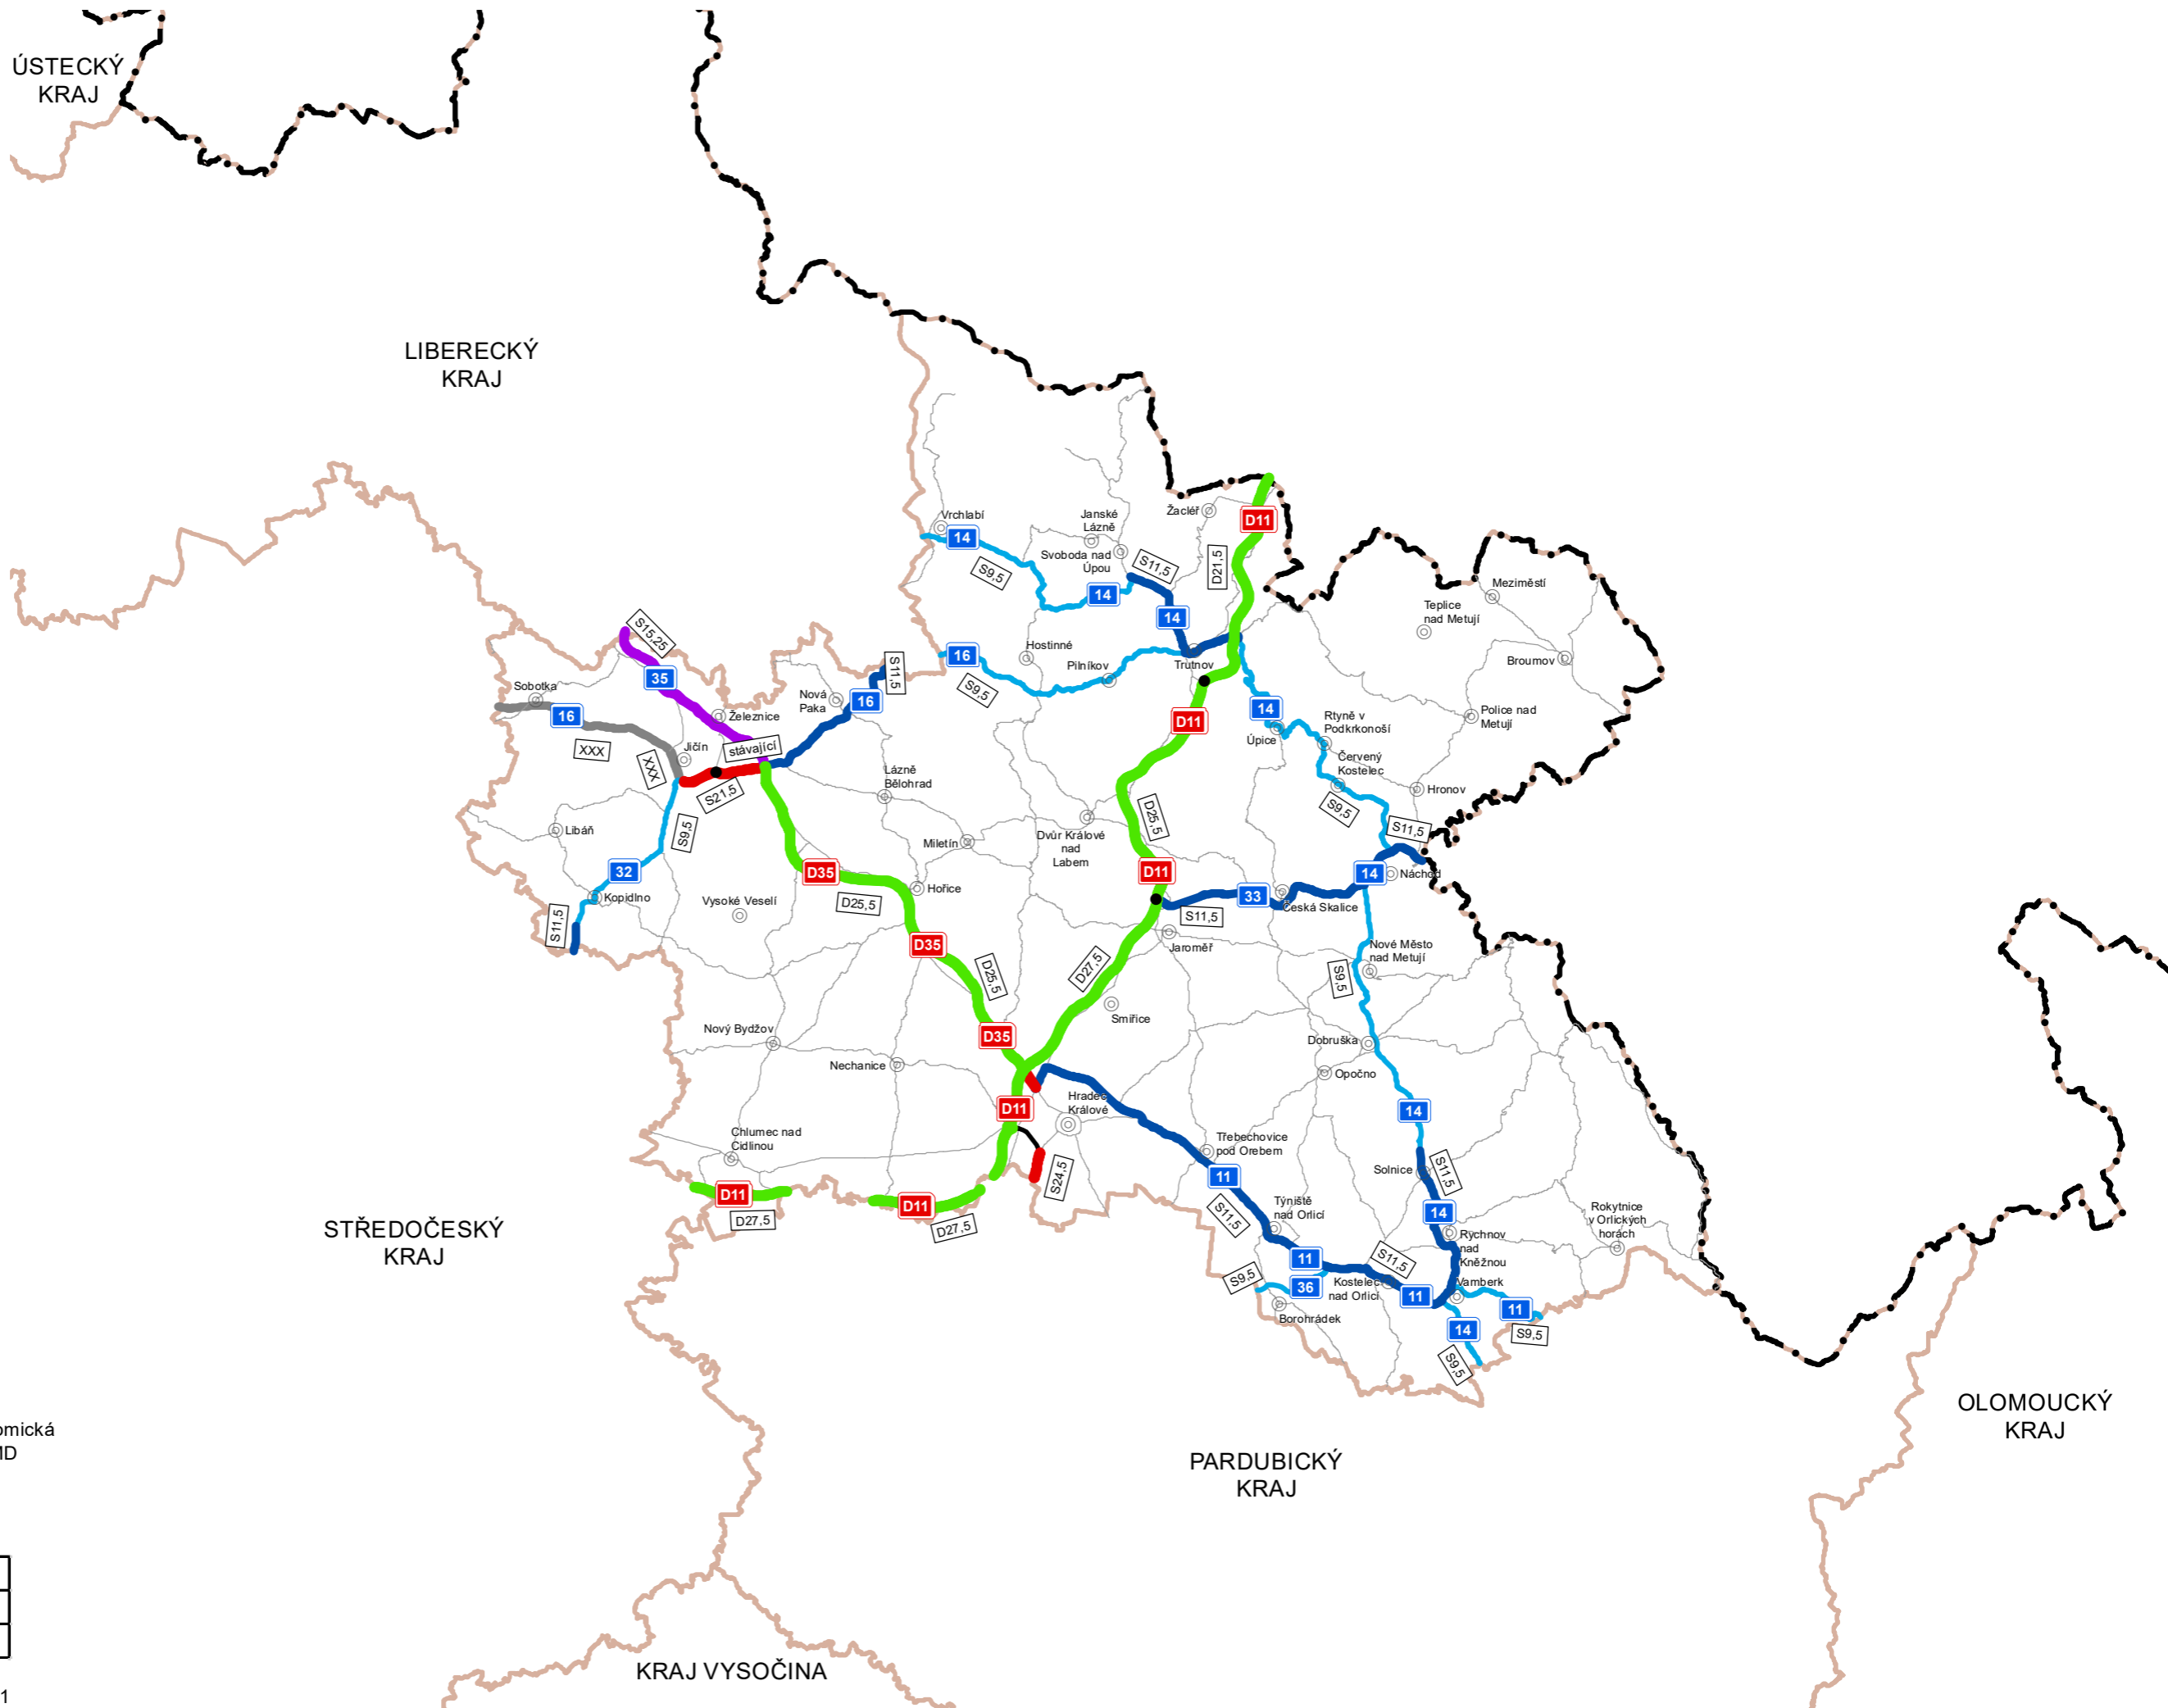 ÚSTECKÝ
KRAJ
LIBERECKÝ
KRAJ
Vrchlabí
14
S9,5
Janské
Lázně
Svoboda nad
Úpou
14
S11,5
14
Žacléř
D11
D21,5
Meziměstí
Teplice
nad Metují
Broumov
Police nad
Metují
S15,25
35
Sobotka
16
XXX
XXX
Železnice
Jičín
stávající
S21,5
Nová
Paka
16
S11,5
16
S9,5
Hostinné
Pilníkov
Trutnov
D11
14
Úpice
Rtyně v
Podkrkonoší
Červený
Kostelec
S9,5
Hronov
S11,5
Lázně
Bělohrad
Libáň
S9,5
32
Kopidlno
S11,5
Vysoké Veselí
D35
D25,5
Miletín
Hořice
Dvůr Králové
nad
Labem
D25,5
D11
14
Náchod
33
S11,5
Česká Skalice
Jaroměř
D35
D25,5
D27,5
Nové Město
nad Metují
S9,5
Smiřice
Nový Bydžov
D35
Nechanice
Dobruška
Opočno
D11
Hradec
Králové
14
Chlumec nad
Cidlinou
Třebechovice
pod Orebem
S24,5
11
Solnice
S11,5
D11
D27,5
D11
D27,5
S11,5
Týniště
nad Orlicí
14
Rychnov
nad
Kněžnou
Rokytnice
v Orlických
horách
11
S11,5
S9,5
36
Kostelec
nad Orlicí
11
Vamberk
11
S9,5
Borohrádek
14
S9,5
STŘEDOČESKÝ
KRAJ
OLOMOUCKÝ
KRAJ
PARDUBICKÝ
KRAJ
omická
MD
KRAJ VYSOČINA
1